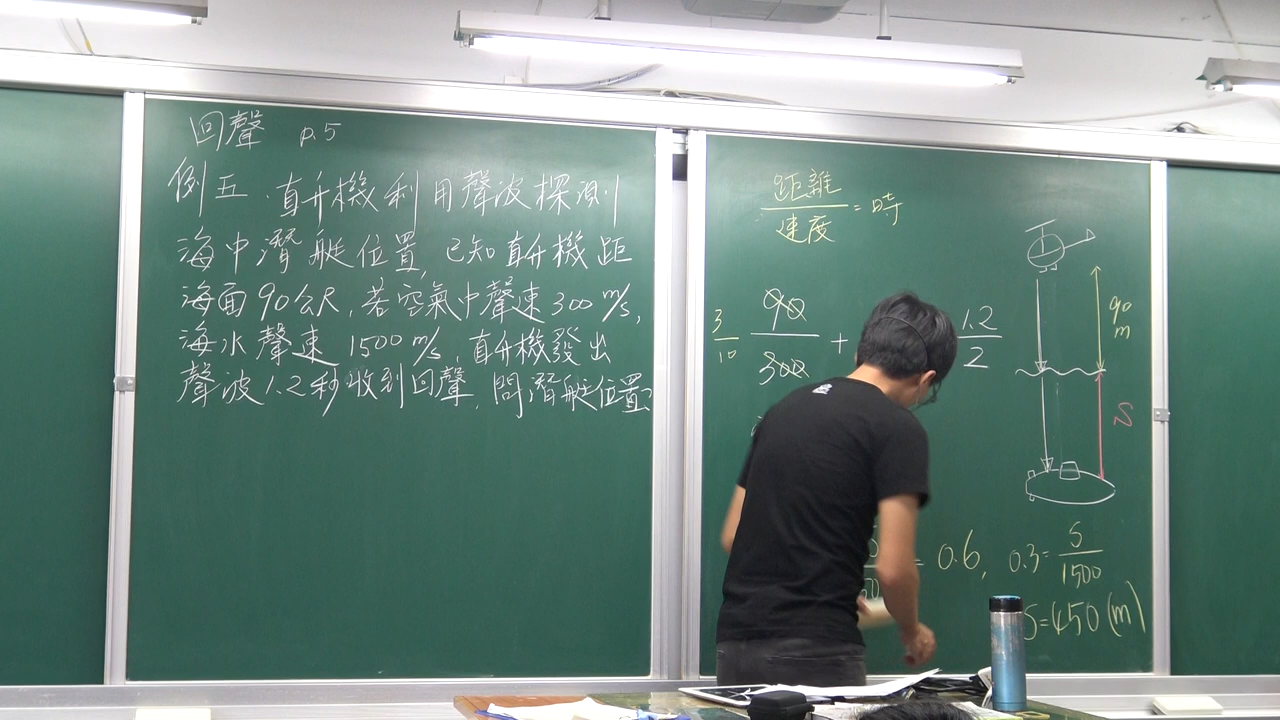 回聲 p.5
例五. 直升機利用聲波探測
海中潛艇位置, 已知直升機距
海面90公尺, 若空氣中聲速300 m/s,
海水聲速 1500 m/s, 直升機發出
聲波1.2秒收到回聲, 問潛艇位置?
距離
速度 = 時
3
10
90
300
+
1.2
2
90
m
S
= 0.6, 0.3 = S
1500
S=450 (m)